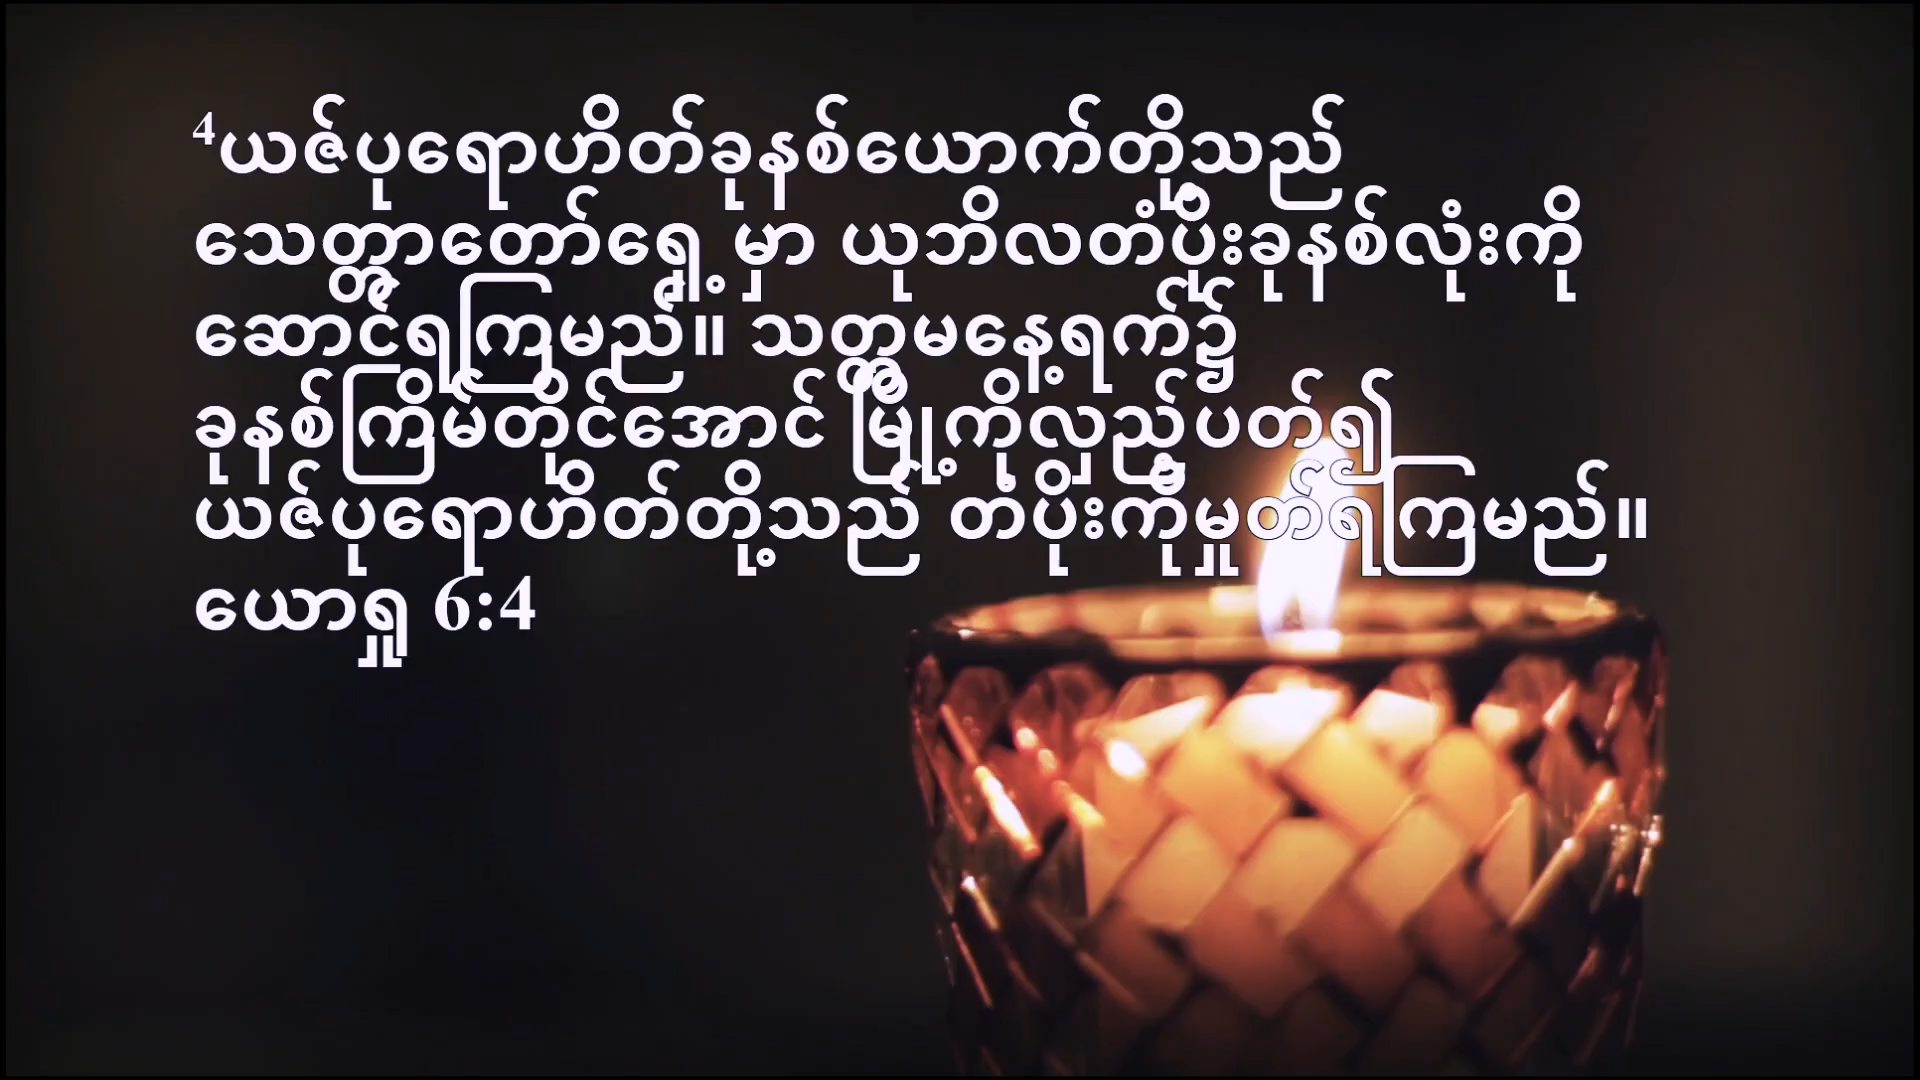 4ယဇ်ပုရောဟိတ်ခုနစ်ယောက်တို့သည်
သေတ္တာတော်ရှေ့မှာ ယုဘိလတံပိုးခုနစ်လုံးကို
ဆောင်ရကြမည်။ သတ္တမနေ့ရက်၌
ခုနစ်ကြိမ်တိုင်အောင် မြို့ကိုလှည့်ပတ်၍
ယဇ်ပုရောဟိတ်တို့သည် တံပိုးကိုမှုတ်ရကြမည်။
ယောရှု 6:4